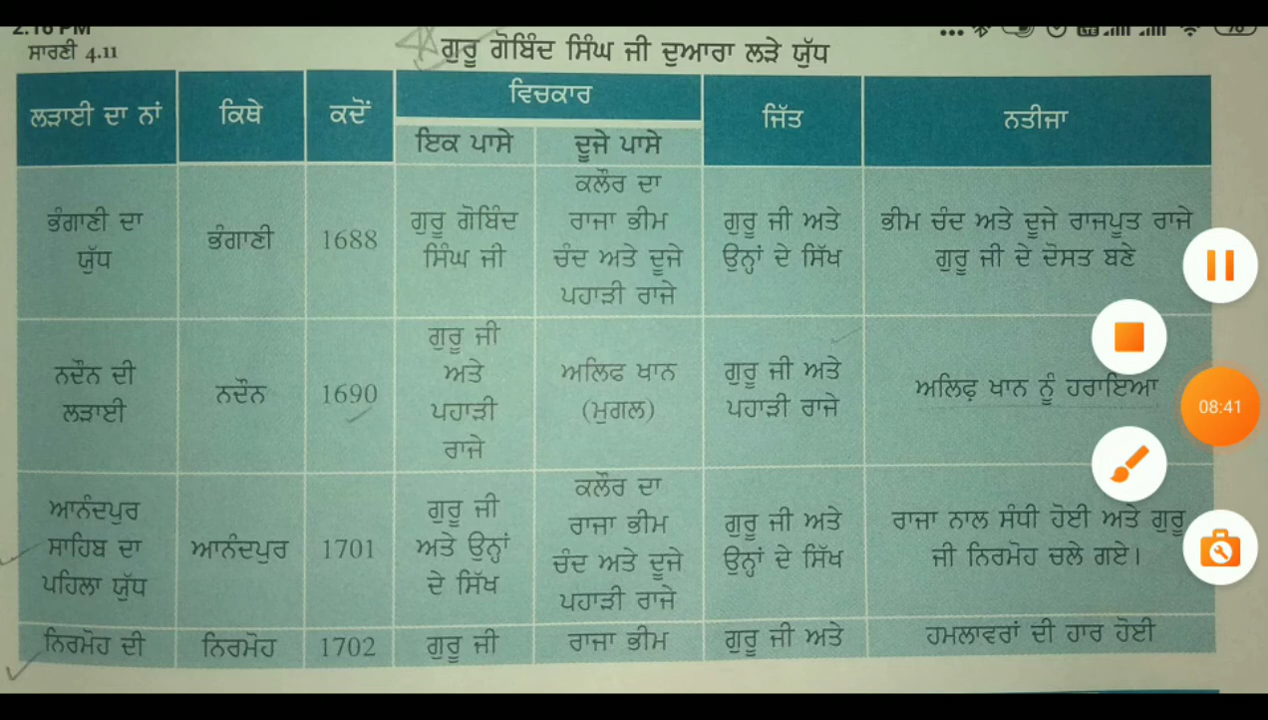 2:16 PM
ਸਾਰਣੀ 4.11
ਗੁਰੂ ਗੋਬਿੰਦ ਸਿੰਘ ਜੀ ਦੁਆਰਾ ਲੜੇ ਯੁੱਧ
ਲੜਾਈ ਦਾ ਨਾਂ
ਕਿਥੇ
ਕਦੋਂ
ਵਿਚਕਾਰ
ਇਕ ਪਾਸੇ
ਦੂਜੇ ਪਾਸੇ
ਜਿੱਤ
ਨਤੀਜਾ
ਭੰਗਾਣੀ ਦਾ
ਯੁੱਧ
ਭੰਗਾਣੀ
1688
ਗੁਰੂ ਗੋਬਿੰਦ
ਸਿੰਘ ਜੀ
ਕਲੌਰ ਦਾ
ਰਾਜਾ ਭੀਮ
ਚੰਦ ਅਤੇ ਦੂਜੇ
ਪਹਾੜੀ ਰਾਜੇ
ਗੁਰੂ ਜੀ ਅਤੇ
ਉਨ੍ਹਾਂ ਦੇ ਸਿੱਖ
ਭੀਮ ਚੰਦ ਅਤੇ ਦੂਜੇ ਰਾਜਪੂਤ ਰਾਜੇ
ਗੁਰੂ ਜੀ ਦੇ ਦੋਸਤ ਬਣੇ
ਨਦੌਨ ਦੀ
ਲੜਾਈ
ਨਦੌਨ
1690
ਗੁਰੂ ਜੀ
ਅਤੇ
ਪਹਾੜੀ
ਰਾਜੇ
ਅਲਿਫ ਖਾਨ
(ਮੁਗਲ)
ਗੁਰੂ ਜੀ ਅਤੇ
ਪਹਾੜੀ ਰਾਜੇ
ਅਲਿਫ਼ ਖਾਨ ਨੂੰ ਹਰਾਇਆ
08:41
ਆਨੰਦਪੁਰ
ਸਾਹਿਬ ਦਾ
ਪਹਿਲਾ ਯੁੱਧ
ਆਨੰਦਪੁਰ
1701
ਗੁਰੂ ਜੀ
ਅਤੇ ਉਨ੍ਹਾਂ
ਦੇ ਸਿੱਖ
ਕਲੌਰ ਦਾ
ਰਾਜਾ ਭੀਮ
ਚੰਦ ਅਤੇ ਦੂਜੇ
ਪਹਾੜੀ ਰਾਜੇ
ਗੁਰੂ ਜੀ ਅਤੇ
ਉਨ੍ਹਾਂ ਦੇ ਸਿੱਖ
ਰਾਜਾ ਨਾਲ ਸੰਧੀ ਹੋਈ ਅਤੇ ਗੁਰੂ
ਜੀ ਨਿਰਮੋਹ ਚਲੇ ਗਏ।
ਨਿਰਮੋਹ ਦੀ
ਨਿਰਮੋਹ
1702
ਗੁਰੂ ਜੀ
ਰਾਜਾ ਭੀਮ
ਗੁਰੂ ਜੀ ਅਤੇ
ਹਮਲਾਵਰਾਂ ਦੀ ਹਾਰ ਹੋਈ